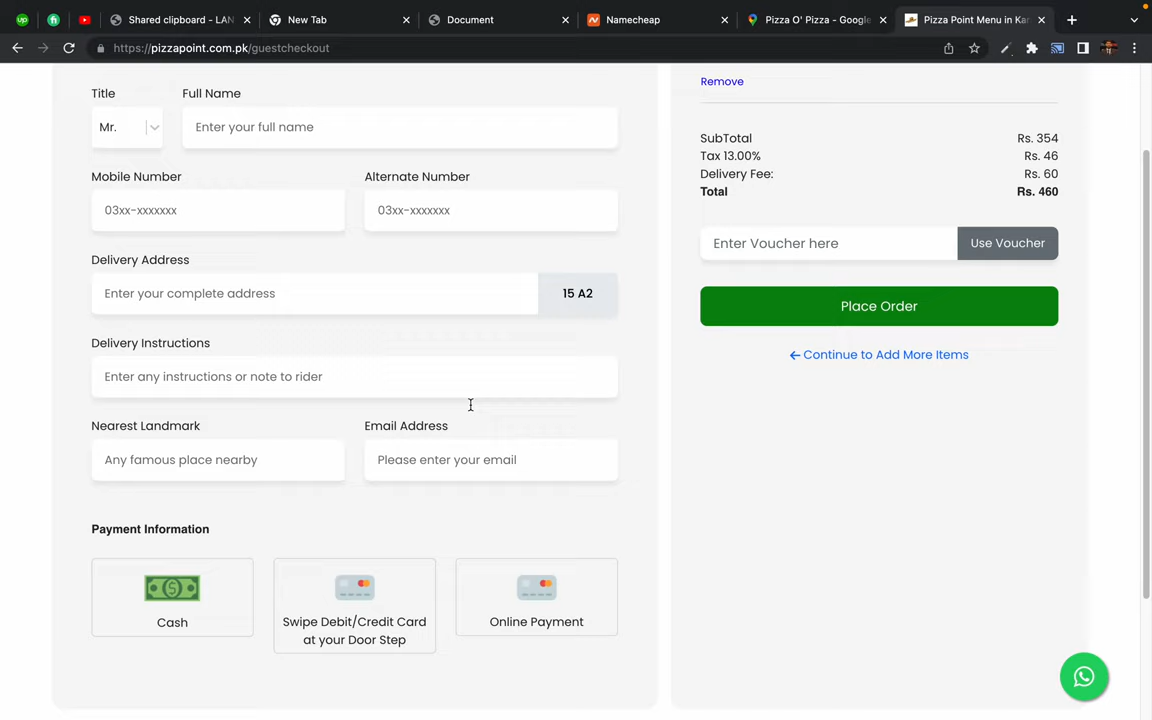 Shared clipboard - LAN
New Tab
Document
Namecheap
Pizza O' Pizza - Google
Pizza Point Menu in Kar
https://pizzapoint.com.pk/guestcheckout
Title
Full Name
Mr.
Enter your full name
Mobile Number
Alternate Number
03xx-xxxxxxx
03xx-xxxxxxx
Delivery Address
Enter your complete address
15 A2
Delivery Instructions
Enter any instructions or note to rider
Nearest Landmark
Email Address
Any famous place nearby
Please enter your email
Payment Information
Cash
Swipe Debit/Credit Card
at your Door Step
Online Payment
Remove
SubTotal Rs. 354
Tax 13.00% Rs. 46
Delivery Fee: Rs. 60
Total Rs. 460
Enter Voucher here
Use Voucher
Place Order
Continue to Add More Items